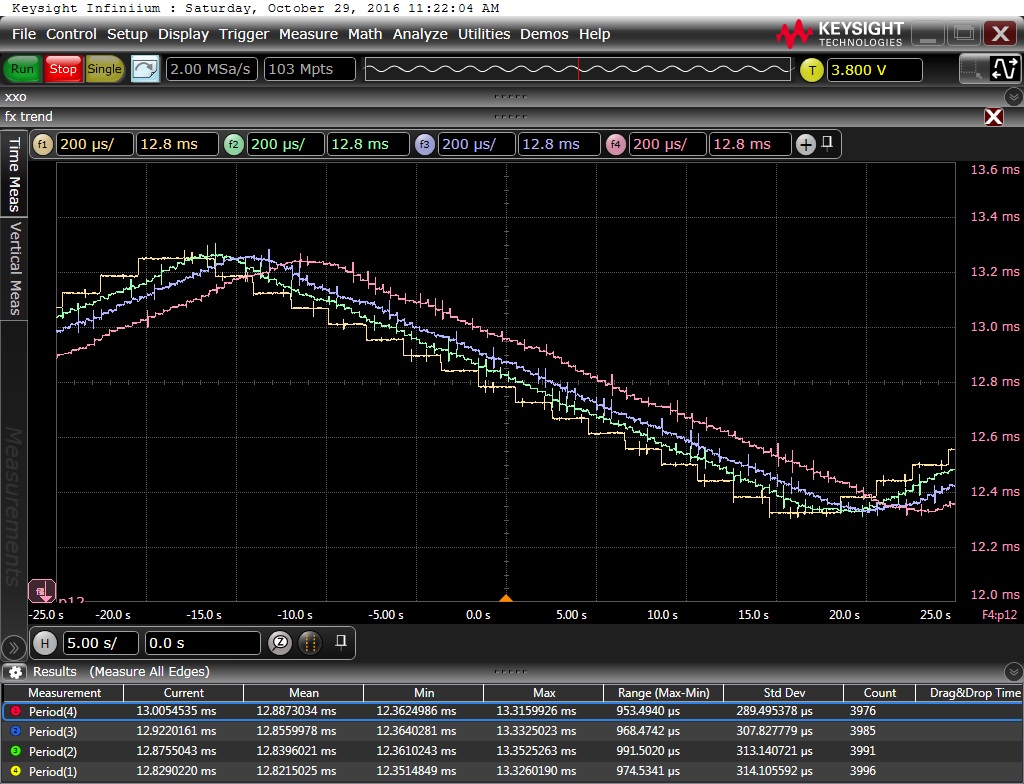 Keysight Infiniium : Saturday, October 29, 2016 11:22:04 AM
File Control Setup Display Trigger Measure Math Analyze Utilities Demos Help
KEYSIGHT
TECHNOLOGIES
Run Stop Single 2.00 MSa/s 103 Mpts T 3.800 V
xxo
fx trend
Time Meas
Vertical Meas
Measurements
f1 200 µs/ 12.8 ms f2 200 µs/ 12.8 ms f3 200 µs/ 12.8 ms f4 200 µs/ 12.8 ms
13.6 ms
13.4 ms
13.2 ms
13.0 ms
12.8 ms
12.6 ms
12.4 ms
12.2 ms
12.0 ms
p12
-25.0 s -20.0 s -15.0 s -10.0 s -5.00 s 0.0 s 5.00 s 10.0 s 15.0 s 20.0 s 25.0 s F4:p12
H 5.00 s/ 0.0 s
Results (Measure All Edges)
Measurement Current Mean Min Max Range (Max-Min) Std Dev Count Drag&Drop Time
1 Period(4) 13.0054535 ms 12.8873034 ms 12.3624986 ms 13.3159926 ms 953.4940 µs 289.495378 µs 3976
2 Period(3) 12.9220161 ms 12.8559978 ms 12.3640281 ms 13.3325023 ms 968.4742 µs 307.827779 µs 3985
3 Period(2) 12.8755043 ms 12.8396021 ms 12.3610243 ms 13.3525263 ms 991.5020 µs 313.140721 µs 3991
4 Period(1) 12.8290220 ms 12.8215025 ms 12.3514849 ms 13.3260190 ms 974.5341 µs 314.105592 µs 3996